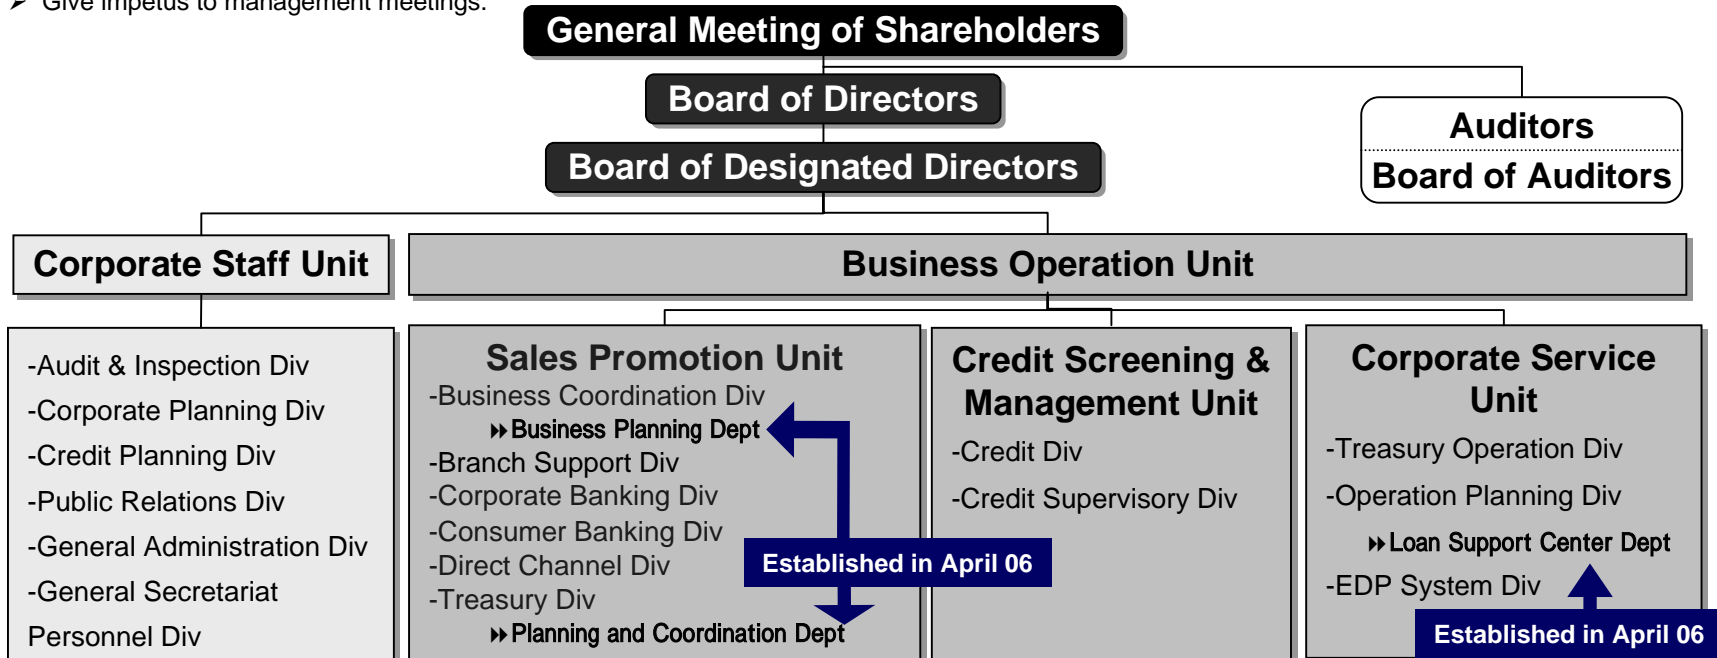 ➢ Give impetus to management meetings.
General Meeting of Shareholders
Board of Directors
Auditors
Board of Auditors
Board of Designated Directors
Corporate Staff Unit
Business Operation Unit
-Audit & Inspection Div
-Corporate Planning Div
-Credit Planning Div
-Public Relations Div
-General Administration Div
-General Secretariat
Personnel Div
Sales Promotion Unit
-Business Coordination Div
Business Planning Dept
-Branch Support Div
-Corporate Banking Div
-Consumer Banking Div
-Direct Channel Div
-Treasury Div
Planning and Coordination Dept
Established in April 06
Credit Screening &
Management Unit
-Credit Div
-Credit Supervisory Div
Corporate Service
Unit
-Treasury Operation Div
-Operation Planning Div
Loan Support Center Dept
-EDP System Div
Established in April 06